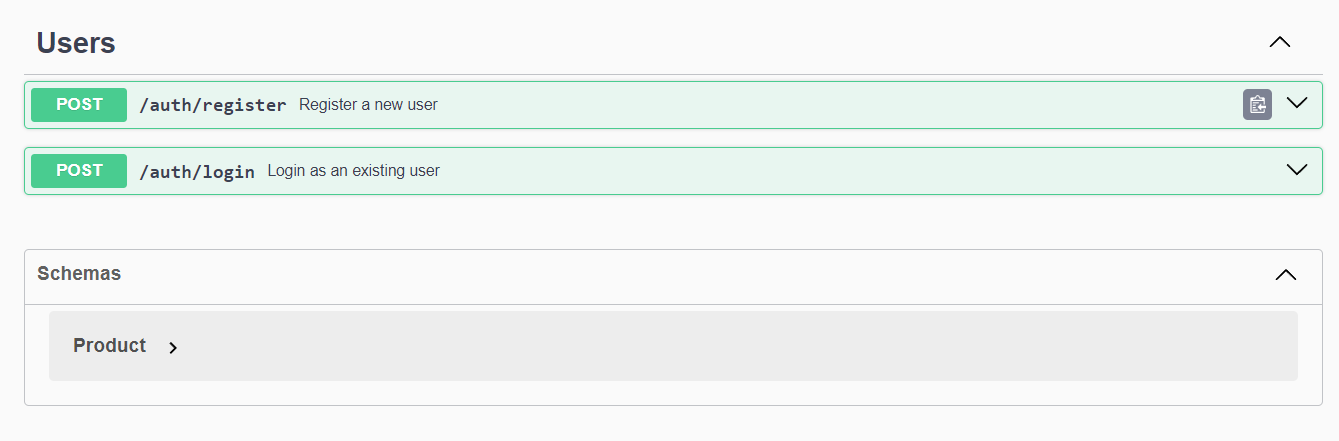 Users
POST /auth/register Register a new user
POST /auth/login Login as an existing user
Schemas
Product